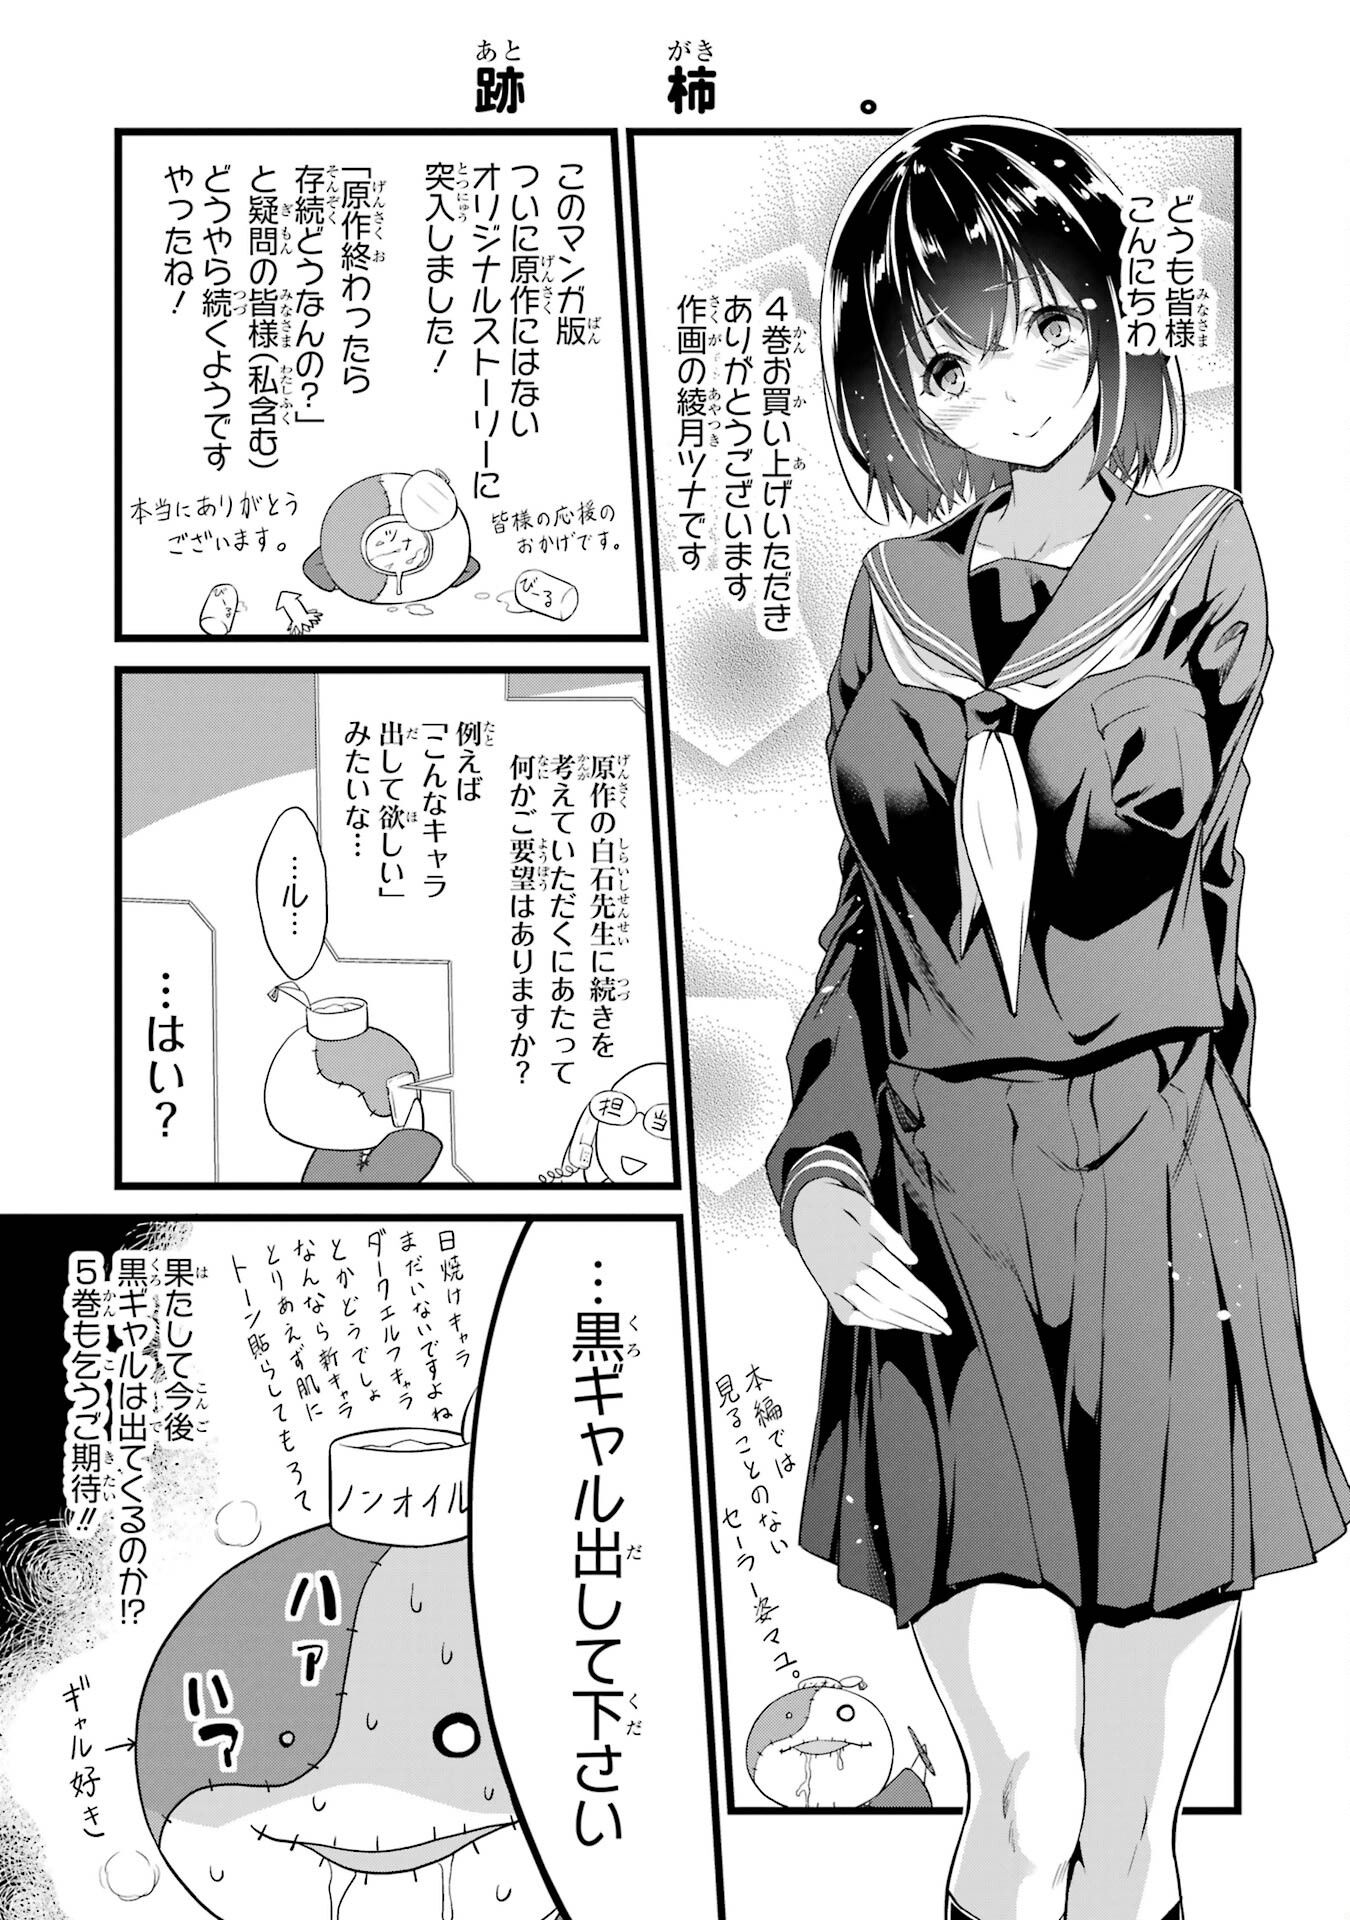 跡柿。
あとがき
どうも皆様
こんにちわ
4巻お買い上げいただき
ありがとうございます
作画の綾月ツナです
本編では
見ることのない
セーラー姿マユ。
このマンガ版
ついに原作にはない
オリジナルストーリーに
突入しました!
「原作終わったら
存続どうなんの?」
と疑問の皆様(私含む)
どうやら続くようです
やったね!
皆様の応援の
おかげです。
本当にありがとう
ございます。
ツナ
びーる
びーる
原作の白石先生に続きを
考えていただくにあたって
何かご要望はありますか?
例えば
「こんなキャラ
出して欲しい」
みたいな…
担当
…ル…
…はい?
…黒ギャル出して下さい
日焼けキャラ
まだいないですよね
ダークエルフキャラ
とかどうでしょ
なんなら新キャラ
なんなら新キャラ肌に
とりあえず肌に
トーン貼らしてもろて
ノンオイル
ハァ
いァ
ギャル好き
果たして今後
黒ギャルは出てくるのか!?
5巻も乞うご期待!!